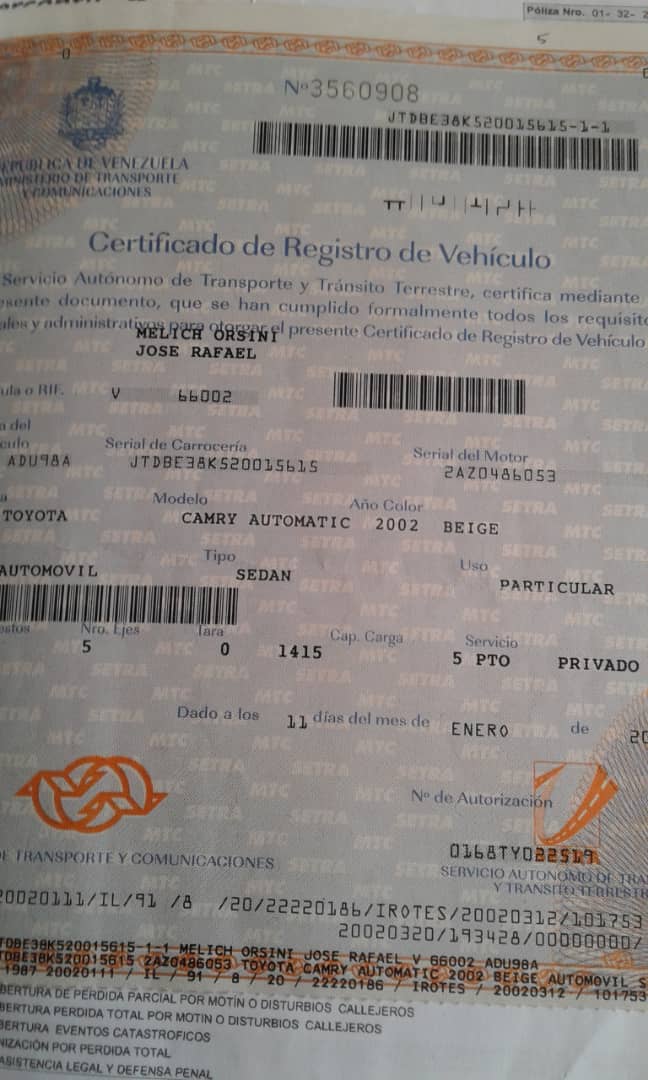 Póliza Nro. 01- 32- 2
5
0
Nº3560908
JTDBE38K520015615-1-1
REPUBLICA DE VENEZUELA
MINISTERIO DE TRANSPORTE
Y COMUNICACIONES
Certificado de Registro de Vehículo
Servicio Autónomo de Transporte y Tránsito Terrestre, certifica mediante
esente documento, que se han cumplido formalmente todos los requisito
ales y administrativos para otorgar el presente Certificado de Registro de Vehículo
MELICH ORSINI
JOSE RAFAEL
ula o RIF. V 66002
a del
culo Serial de Carrocería Serial del Motor
ADU98A JTDBE38K520015615 2AZ0486053
a Modelo Año Color
TOYOTA CAMRY AUTOMATIC 2002 BEIGE
Tipo Uso
AUTOMOVIL SEDAN PARTICULAR
estos Nro. Ejes Tara Cap. Carga Servicio
5 0 1415 5 PTO PRIVADO
Dado a los 11 días del mes de ENERO de 20
Nº de Autorización
0168TY022519
E TRANSPORTE Y COMUNICACIONES
SERVICIO AUTONOMO DE TRA
Y TRANSITO TERRESTR
20020111/IL/91 /8 /20/22220186/IROTES/20020312/101753
20020320/193428/00000000/
TDBE38K520015615-1-1 MELICH ORSINI JOSE RAFAEL V 66002 ADU98A
TDBE38K520015615 2AZ0486053 TOYOTA CAMRY AUTOMATIC 2002 BEIGE AUTOMOVIL S
1987 20020111 / IL / 91 / 8 / 20 / 22220186 / IROTES / 20020312 / 101753
BERTURA DE PERDIDA PARCIAL POR MOTIN O DISTURBIOS CALLEJEROS
BERTURA PERDIDA TOTAL POR MOTIN O DISTURBIOS CALLEJEROS
BERTURA EVENTOS CATASTROFICOS
NIZACIÓN POR PERDIDA TOTAL
ASISTENCIA LEGAL Y DEFENSA PENAL